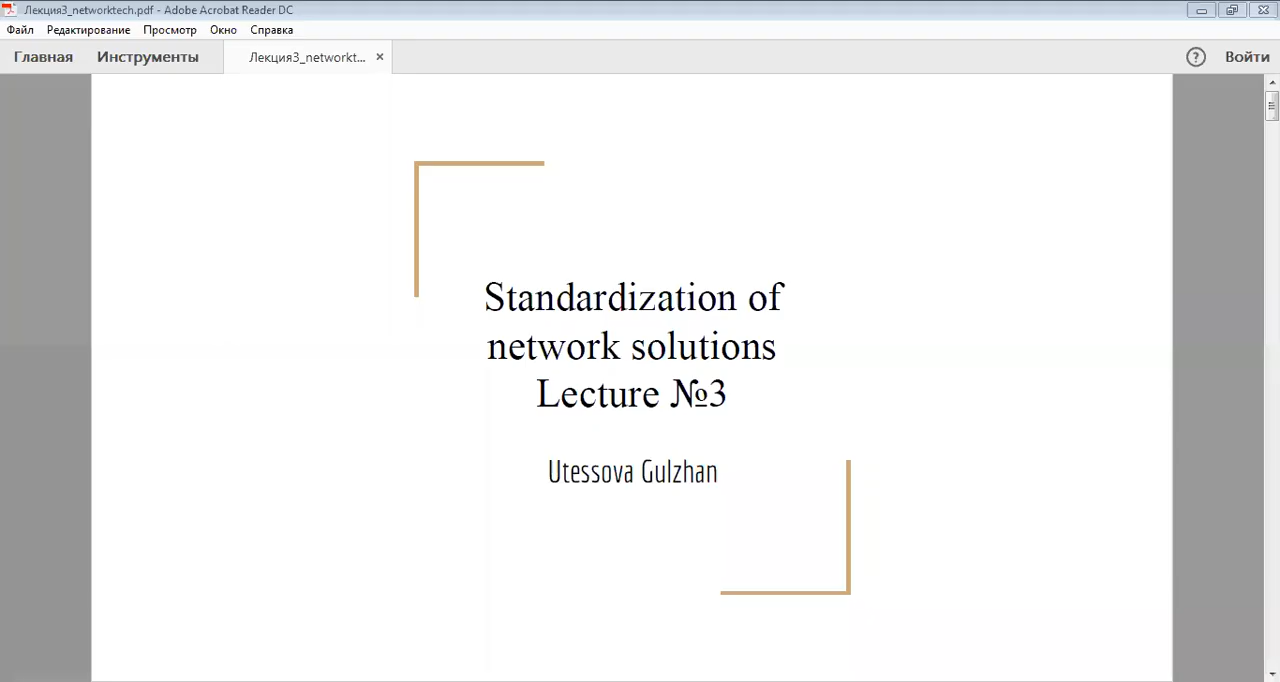 Лекция3_networktech.pdf - Adobe Acrobat Reader DC
Файл Редактирование Просмотр Окно Справка
Главная Инструменты Лекция3_networkt... × ? Войти
Standardization of
network solutions
Lecture №3
Utessova Gulzhan